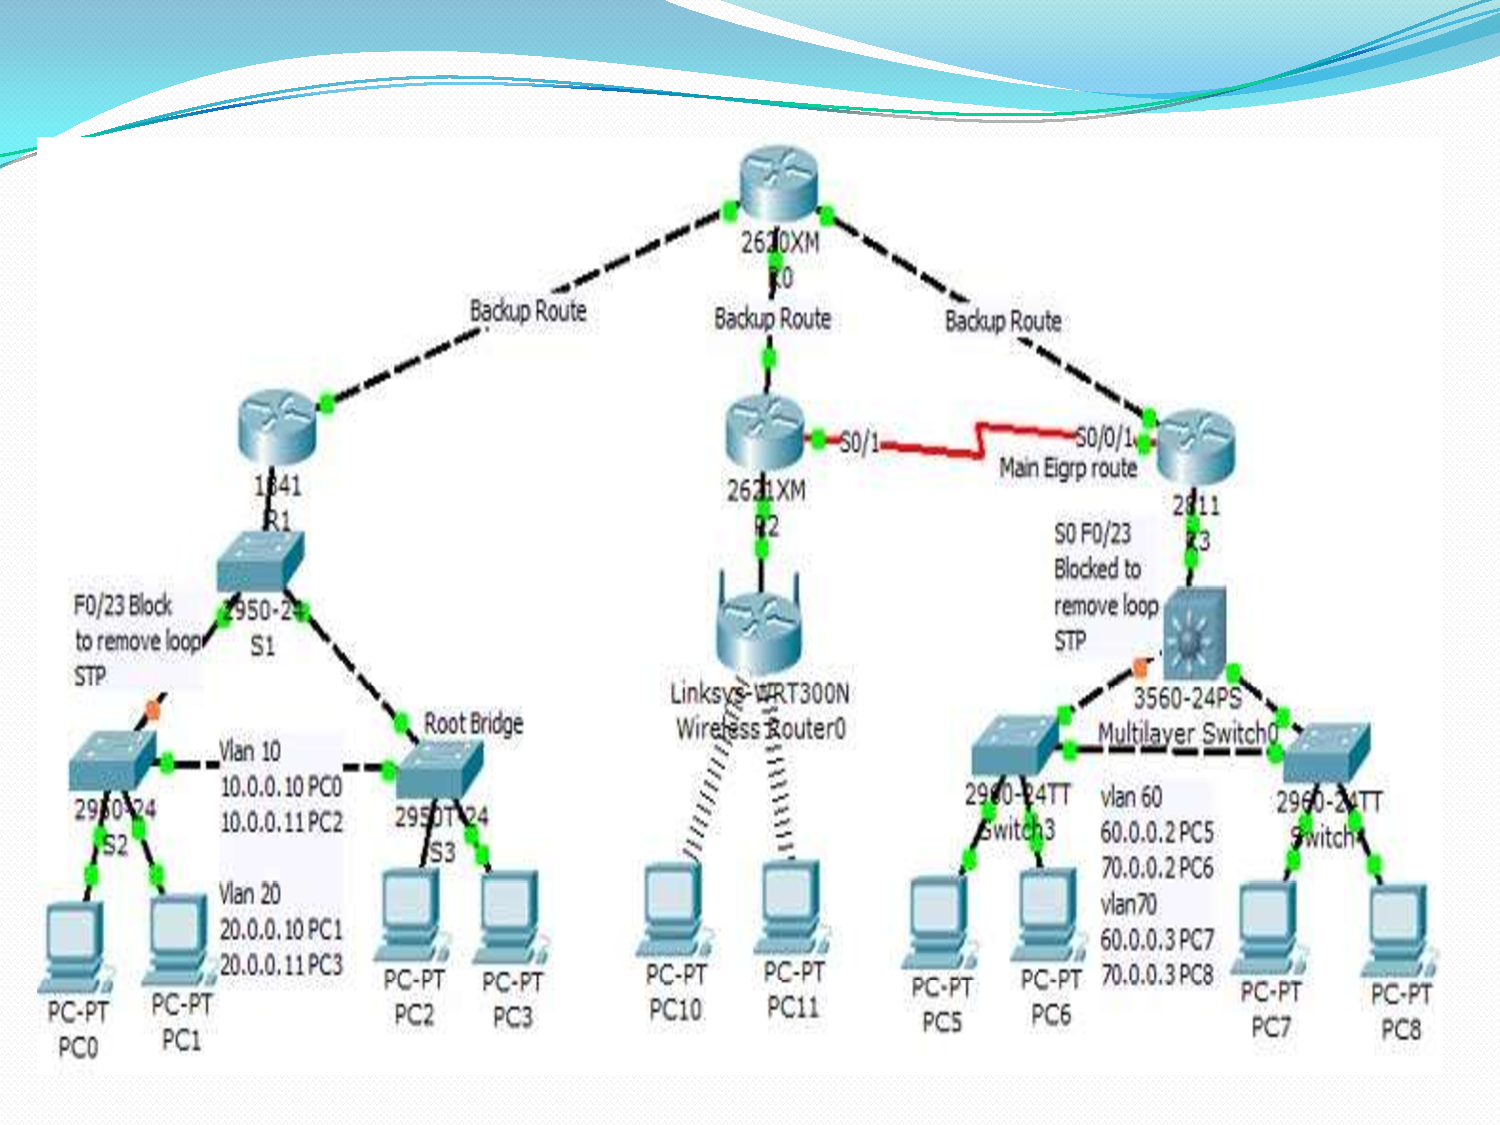 2620XM
R0
Backup Route
Backup Route
Backup Route
1841
R1
2621XM
R2
S0/1
S0/0/1
Main Eigrp route
2811
R3
F0/23 Block
to remove loop
STP
2950-24
S1
S0 F0/23
Blocked to
remove loop
STP
Linksys-WRT300N
Wireless Router0
3560-24PS
Multilayer Switch0
Root Bridge
2950-24
S2
Vlan 10
10.0.0.10 PC0
10.0.0.11 PC2
Vlan 20
20.0.0.10 PC1
20.0.0.11 PC3
2950T-24
S3
2960-24TT
Switch3
vlan 60
60.0.0.2 PC5
70.0.0.2 PC6
vlan70
60.0.0.3 PC7
70.0.0.3 PC8
2960-24TT
PC-PT
PC0
PC-PT
PC1
PC-PT
PC2
PC-PT
PC3
PC-PT
PC10
PC-PT
PC11
PC-PT
PC5
PC-PT
PC6
PC-PT
PC7
PC-PT
PC8